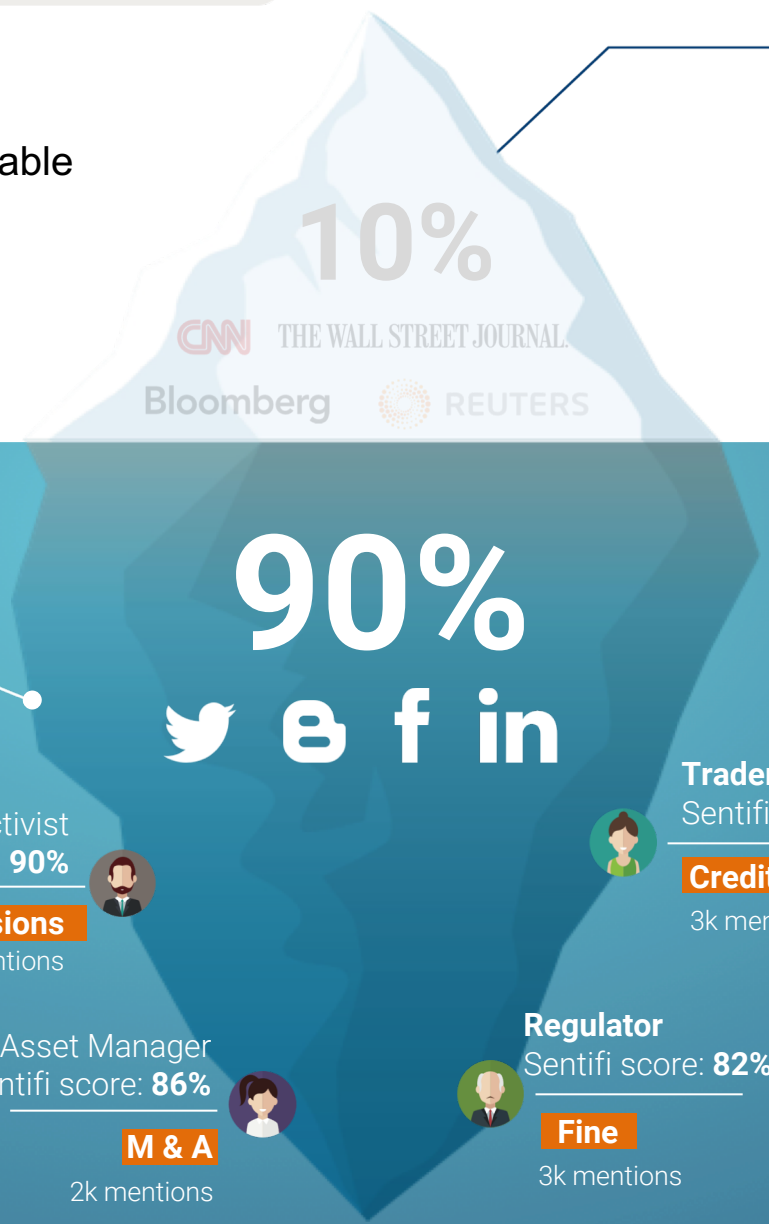 able
10%
CNN THE WALL STREET JOURNAL.
Bloomberg REUTERS
90%
in
Trader
Sentifi
Credit
3k men
ctivist
90%
sions
ntions
Asset Manager
ntifi score: 86%
M & A
2k mentions
Regulator
Sentifi score: 82%
Fine
3k mentions